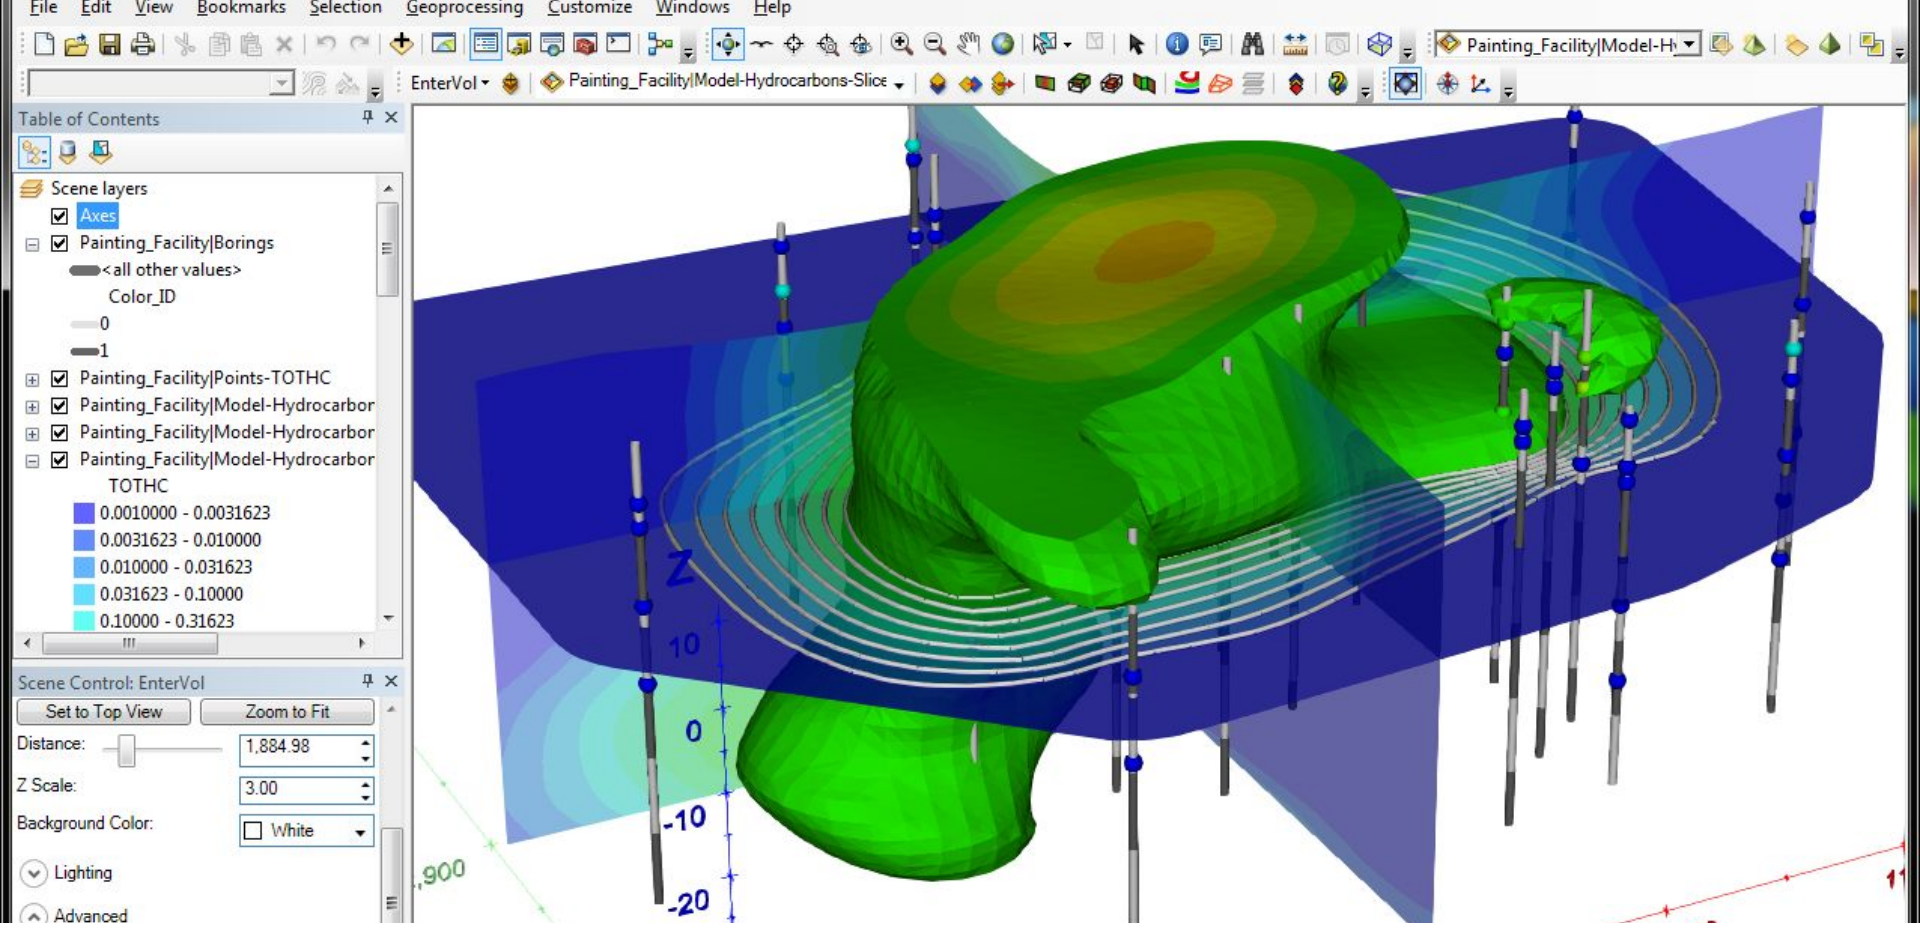 File Edit View Bookmarks Selection Geoprocessing Customize Windows Help
Painting_Facility|Model-H
EnterVol Painting_Facility|Model-Hydrocarbons-Slice
Table of Contents
Scene layers
Axes
Painting_Facility|Borings
<all other values>
Color_ID
0
1
Painting_Facility|Points-TOTHC
Painting_Facility|Model-Hydrocarbor
Painting_Facility|Model-Hydrocarbor
Painting_Facility|Model-Hydrocarbor
TOTHC
0.0010000 - 0.0031623
0.0031623 - 0.010000
0.010000 - 0.031623
0.031623 - 0.10000
0.10000 - 0.31623
Scene Control: EnterVol
Set to Top View Zoom to Fit
Distance: 1,884.98
Z Scale: 3.00
Background Color: White
Lighting
Advanced
Z
10
0
-10
-20
,900